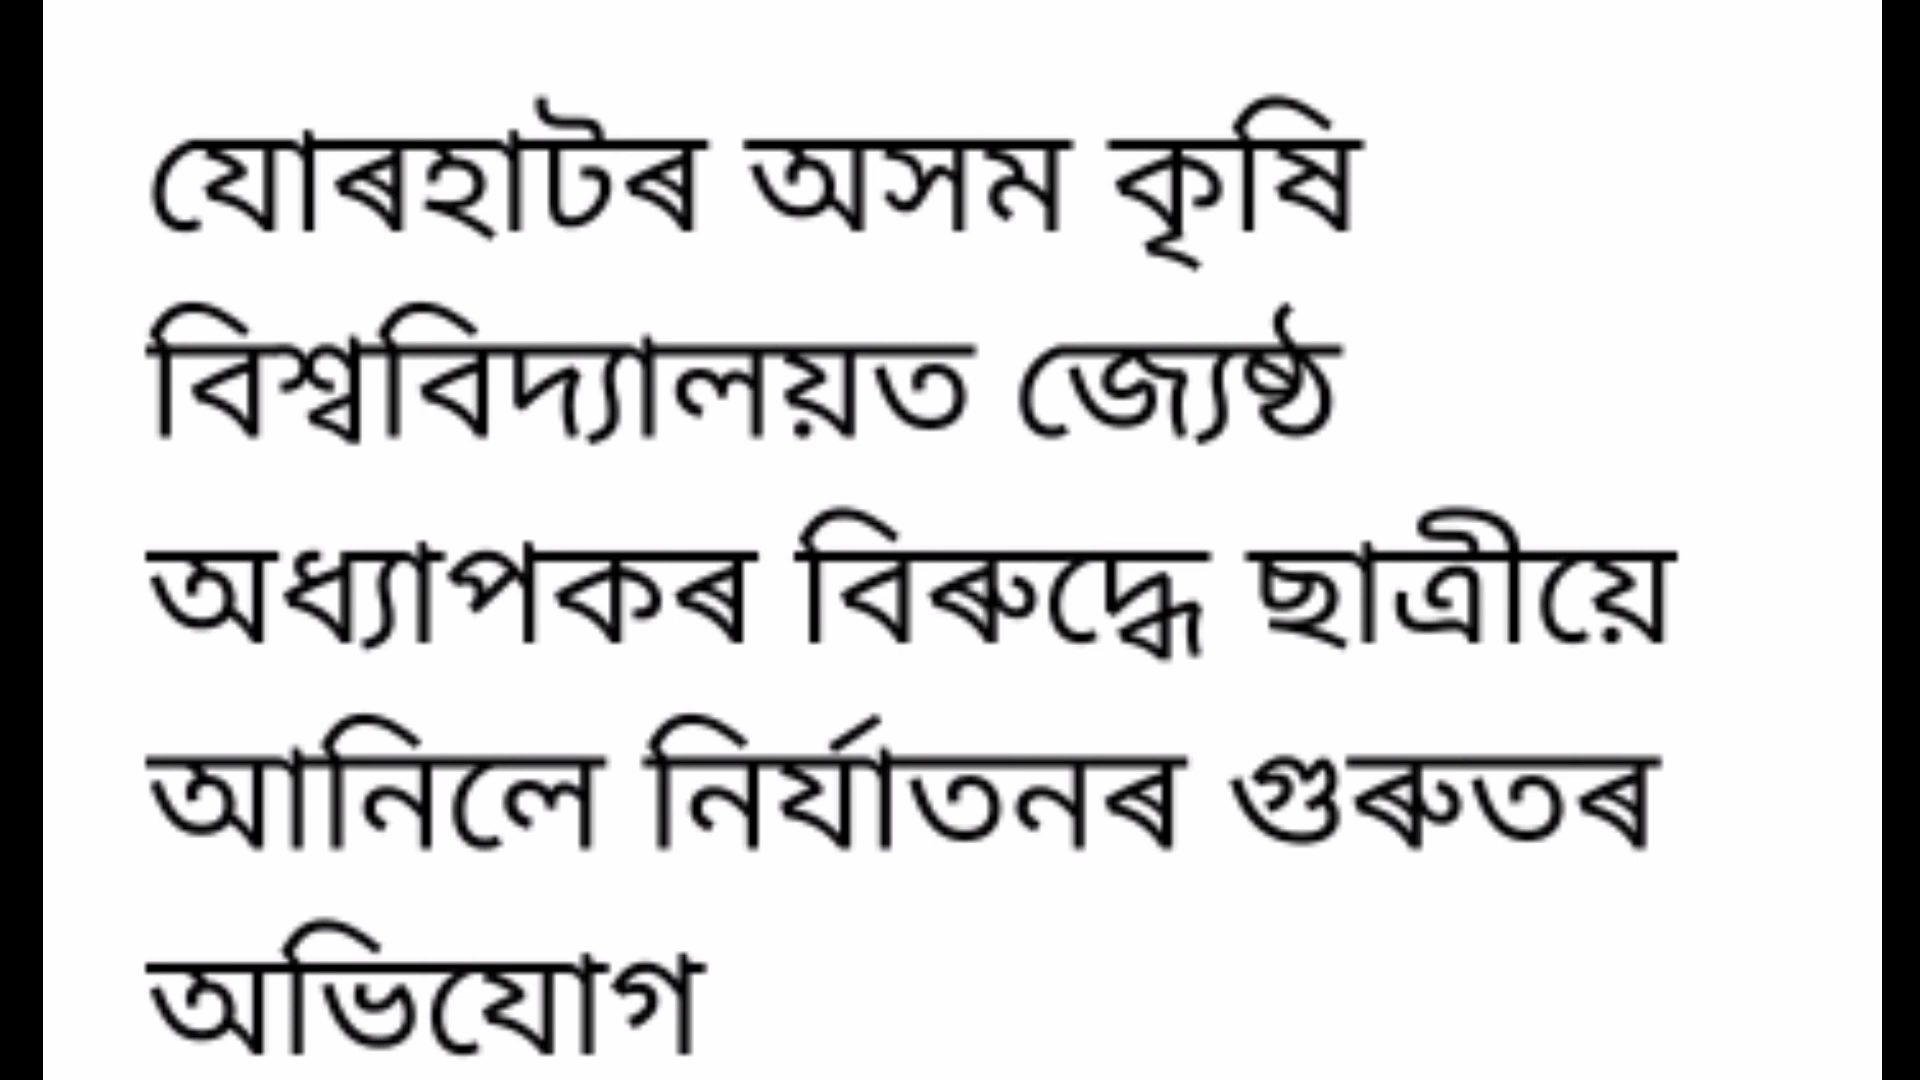 যোৰহাটৰ অসম কৃষি
বিশ্ববিদ্যালয়ত জ্যেষ্ঠ
অধ্যাপকৰ বিৰুদ্ধে ছাত্ৰীয়ে
আনিলে নিৰ্যাতনৰ গুৰুতৰ
অভিযোগ